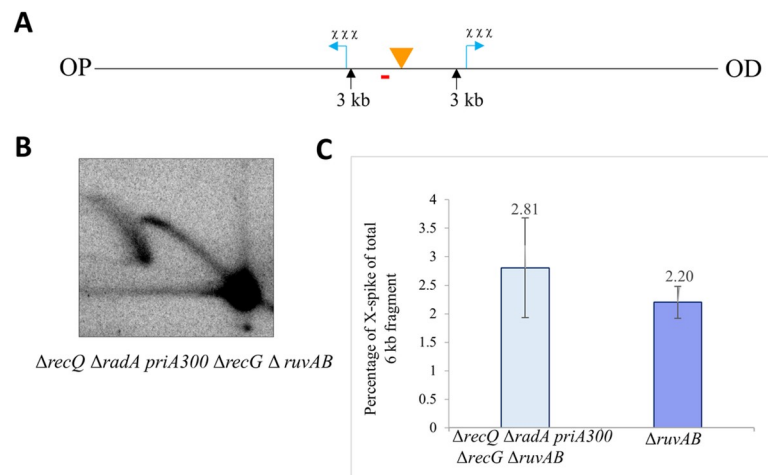 A
χ χ χ
χ χ χ
OP
OD
3 kb
3 kb
B
ΔrecQ ΔradA priA300 ΔrecG Δ ruvAB
C
Percentage of X-spike of total
6 kb fragment
4
3.5
3
2.5
2
1.5
1
0.5
0
2.81
2.20
ΔrecQ ΔradA priA300
ΔrecG ΔruvAB
ΔruvAB